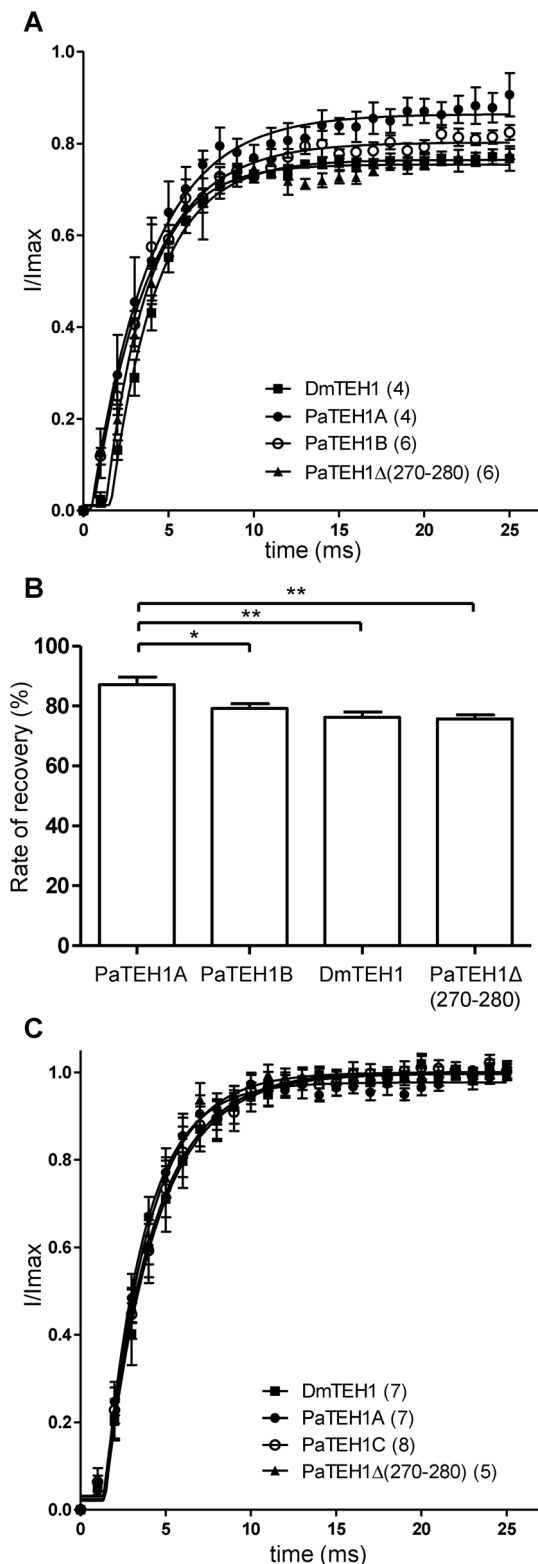 A
1.0
0.8
0.6
0.4
0.2
0.0
I/Imax
DmTEH1 (4)
PaTEH1A (4)
PaTEH1B (6)
PaTEH1Δ(270-280) (6)
0 5 10 15 20 25
time (ms)
B
**
**
*
100
80
60
40
20
0
Rate of recovery (%)
PaTEH1A PaTEH1B DmTEH1 PaTEH1Δ
(270-280)
C
1.0
0.8
0.6
0.4
0.2
0.0
I/Imax
DmTEH1 (7)
PaTEH1A (7)
PaTEH1C (8)
PaTEH1Δ(270-280) (5)
0 5 10 15 20 25
time (ms)